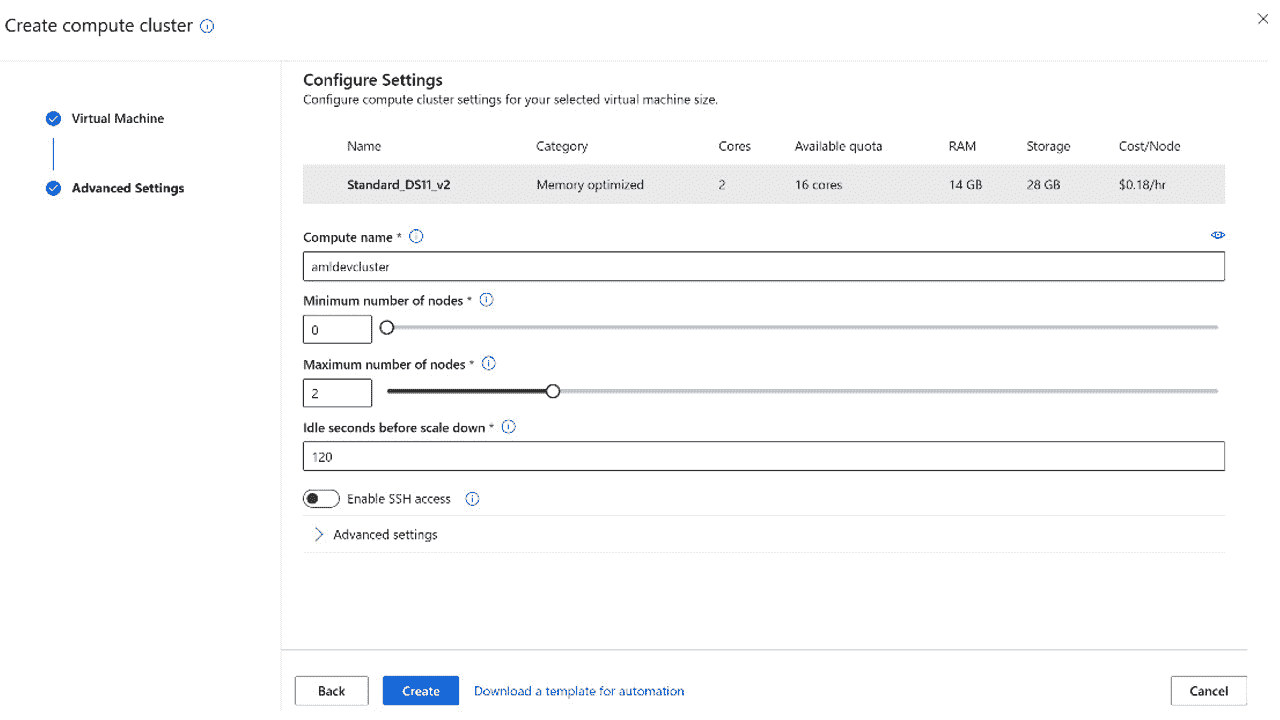 Create compute cluster
Virtual Machine
Advanced Settings
Configure Settings
Configure compute cluster settings for your selected virtual machine size.
Name Category Cores Available quota RAM Storage Cost/Node
Standard_DS11_v2 Memory optimized 2 16 cores 14 GB 28 GB $0.18/hr
Compute name *
amldevcluster
Minimum number of nodes *
0
Maximum number of nodes *
2
Idle seconds before scale down *
120
Enable SSH access
Advanced settings
Back Create Download a template for automation Cancel